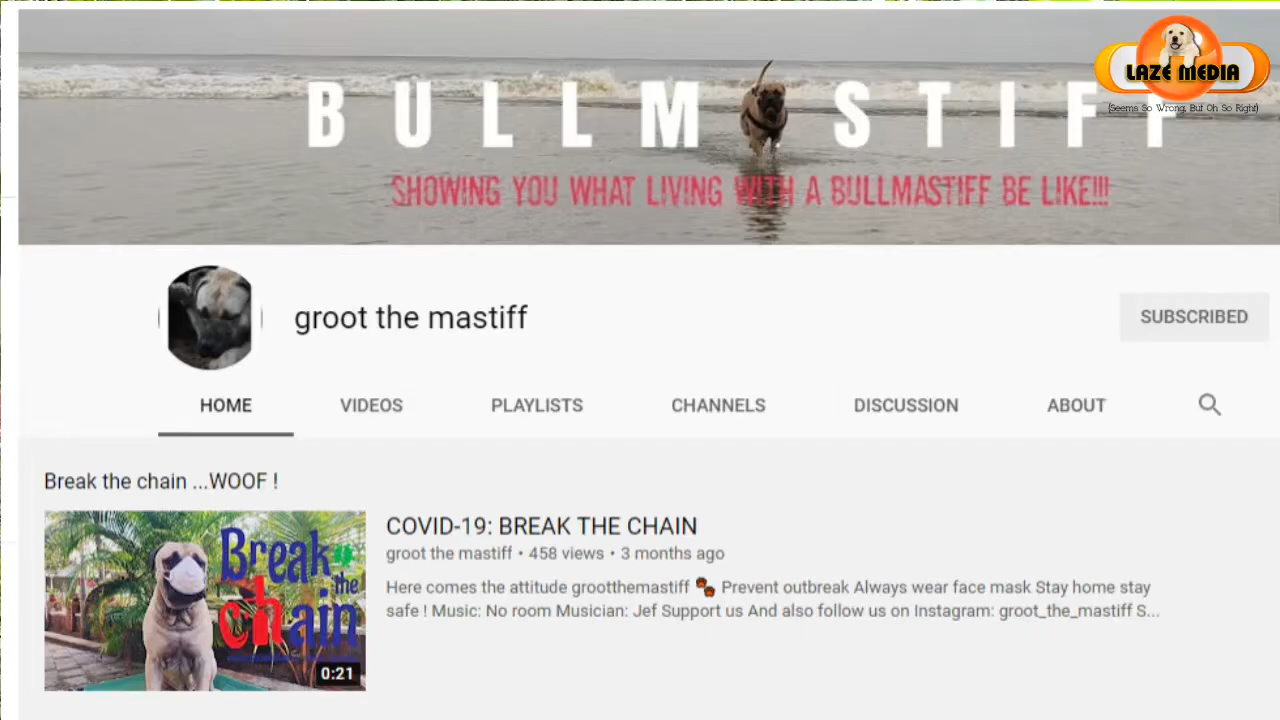 LAZE MEDIA
(Seems So Wrong, But Oh So Right)
BULLM STIFF
SHOWING YOU WHAT LIVING WITH A BULLMASTIFF BE LIKE!!!
groot the mastiff
SUBSCRIBED
HOME VIDEOS PLAYLISTS CHANNELS DISCUSSION ABOUT
Break the chain ...WOOF !
Break
the
chain
0:21
COVID-19: BREAK THE CHAIN
groot the mastiff • 458 views • 3 months ago
Here comes the attitude grootthemastiff 🐾 Prevent outbreak Always wear face mask Stay home stay
safe ! Music: No room Musician: Jef Support us And also follow us on Instagram: groot_the_mastiff S...